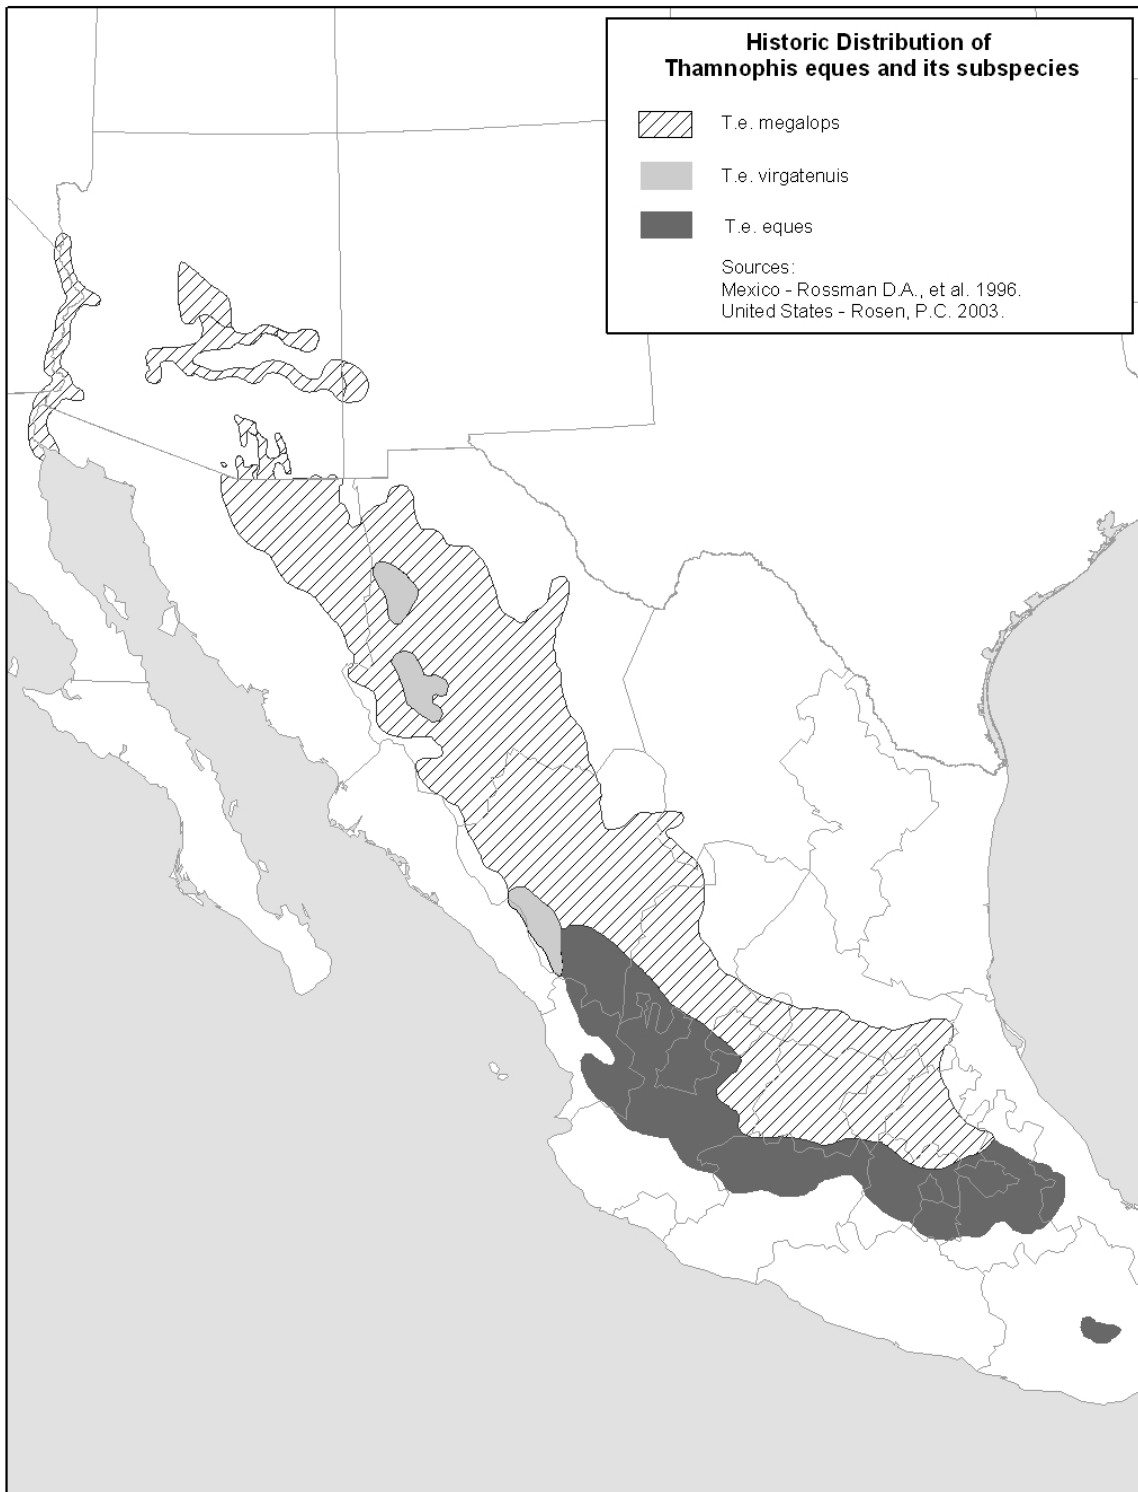 Historic Distribution of
Thamnophis eques and its subspecies
T.e. megalops
T.e. virgatenuis
T.e. eques
Sources:
Mexico - Rossman D.A., et al. 1996.
United States - Rosen, P.C. 2003.